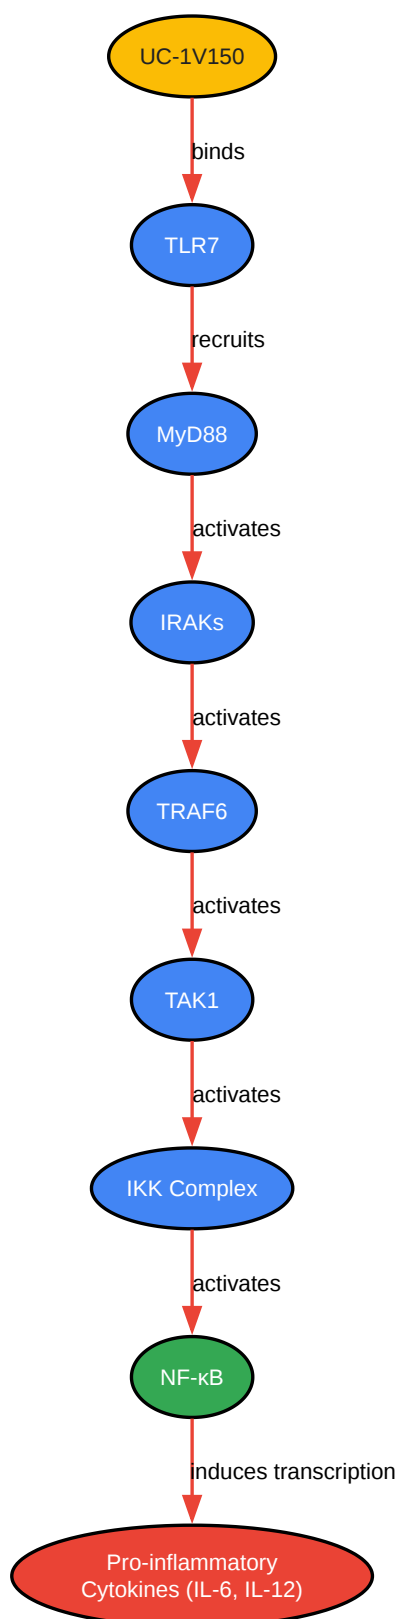 UC-1V150
binds
TLR7
recruits
MyD88
activates
IRAKs
activates
TRAF6
activates
TAK1
activates
IKK Complex
activates
NF-κB
induces transcription
Pro-inflammatory
Cytokines (IL-6, IL-12)